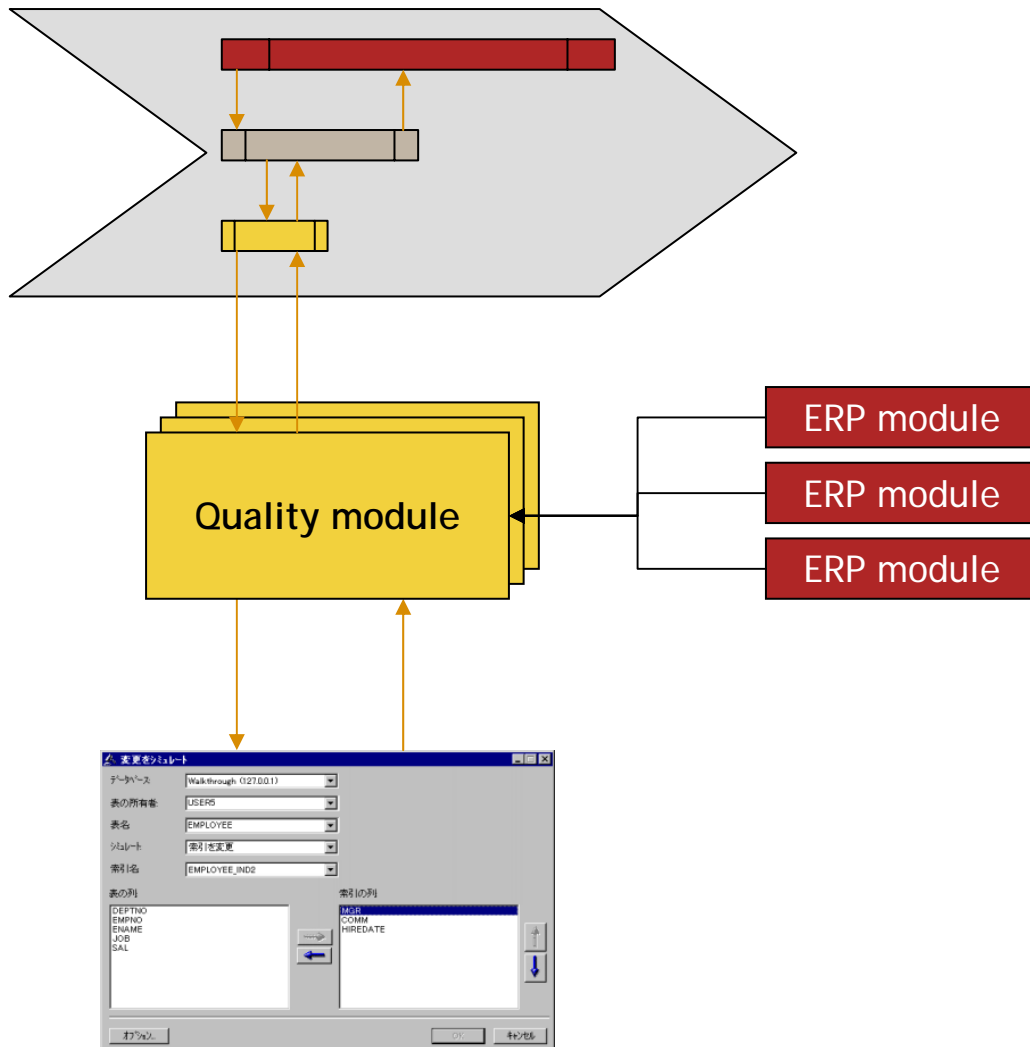 ERP module
ERP module
Quality module
ERP module
変更をシミュレート
データベース: Walkthrough (127.0.0.1)
表の所有者: USER5
表名 EMPLOYEE
シミュレート: 索引を変更
索引名 EMPLOYEE_IND2
表の列 索引の列
DEPTNO MGR
EMPNO COMM
ENAME HIREDATE
JOB
SAL
オプション... OK キャンセル